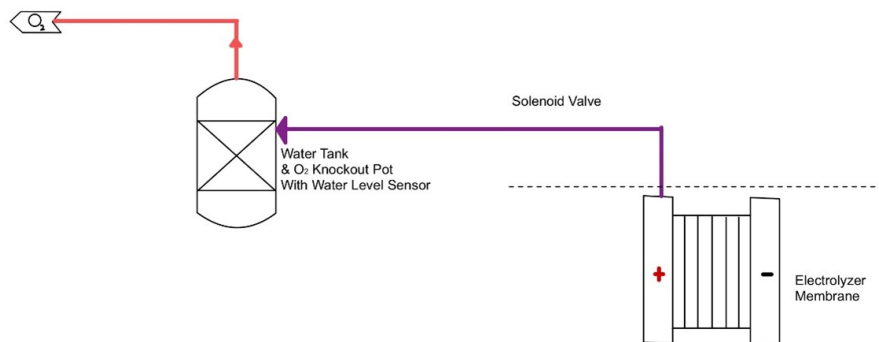 O₂
Solenoid Valve
Water Tank
& O₂ Knockout Pot
With Water Level Sensor
+
-
Electrolyzer
Membrane